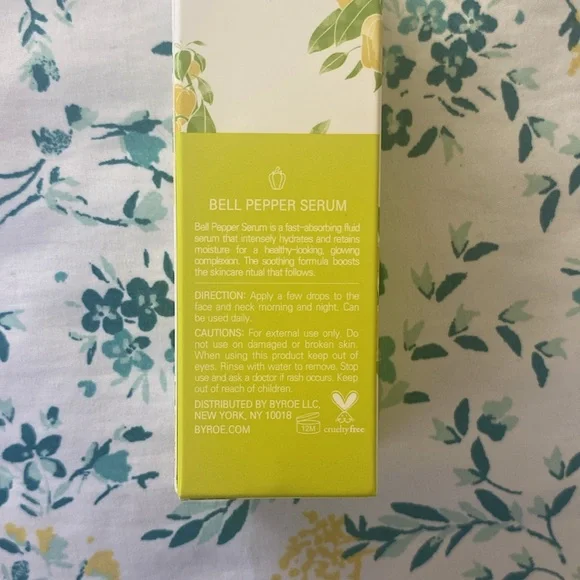 BELL PEPPER SERUM
Bell Pepper Serum is a fast-absorbing fluid
serum that intensely hydrates and retains
moisture for a healthy-looking, glowing
complexion. The soothing formula boosts
the skincare ritual that follows.
DIRECTION: Apply a few drops to the
face and neck morning and night. Can
be used daily.
CAUTIONS: For external use only. Do
not use on damaged or broken skin.
When using this product keep out of
eyes. Rinse with water to remove. Stop
use and ask a doctor if rash occurs. Keep
out of reach of children.
DISTRIBUTED BY BYROE LLC,
NEW YORK, NY 10018
BYROE.COM
12M
crueltyfree